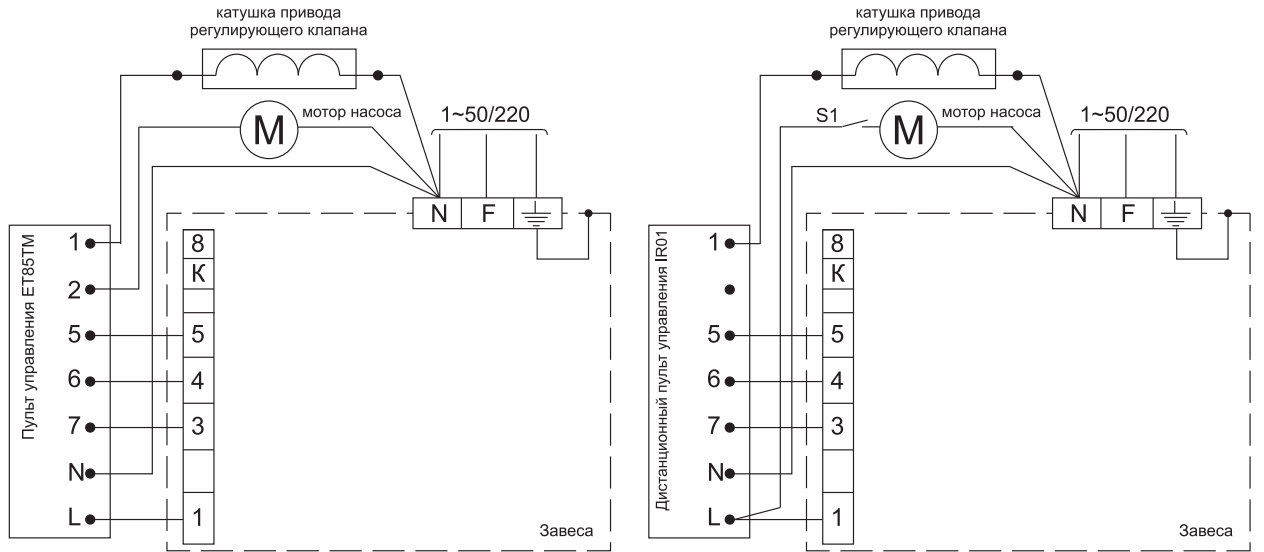 катушка привода
регулирующего клапана
M
мотор насоса
1~50/220
N F
Пульт управления ET85TM
1
2
5
6
7
N
L
8
К
5
4
3
1
Завеса
катушка привода
регулирующего клапана
S1
M
мотор насоса
1~50/220
N F
Дистанционный пульт управления IR01
1
5
6
7
N
L
8
К
5
4
3
1
Завеса